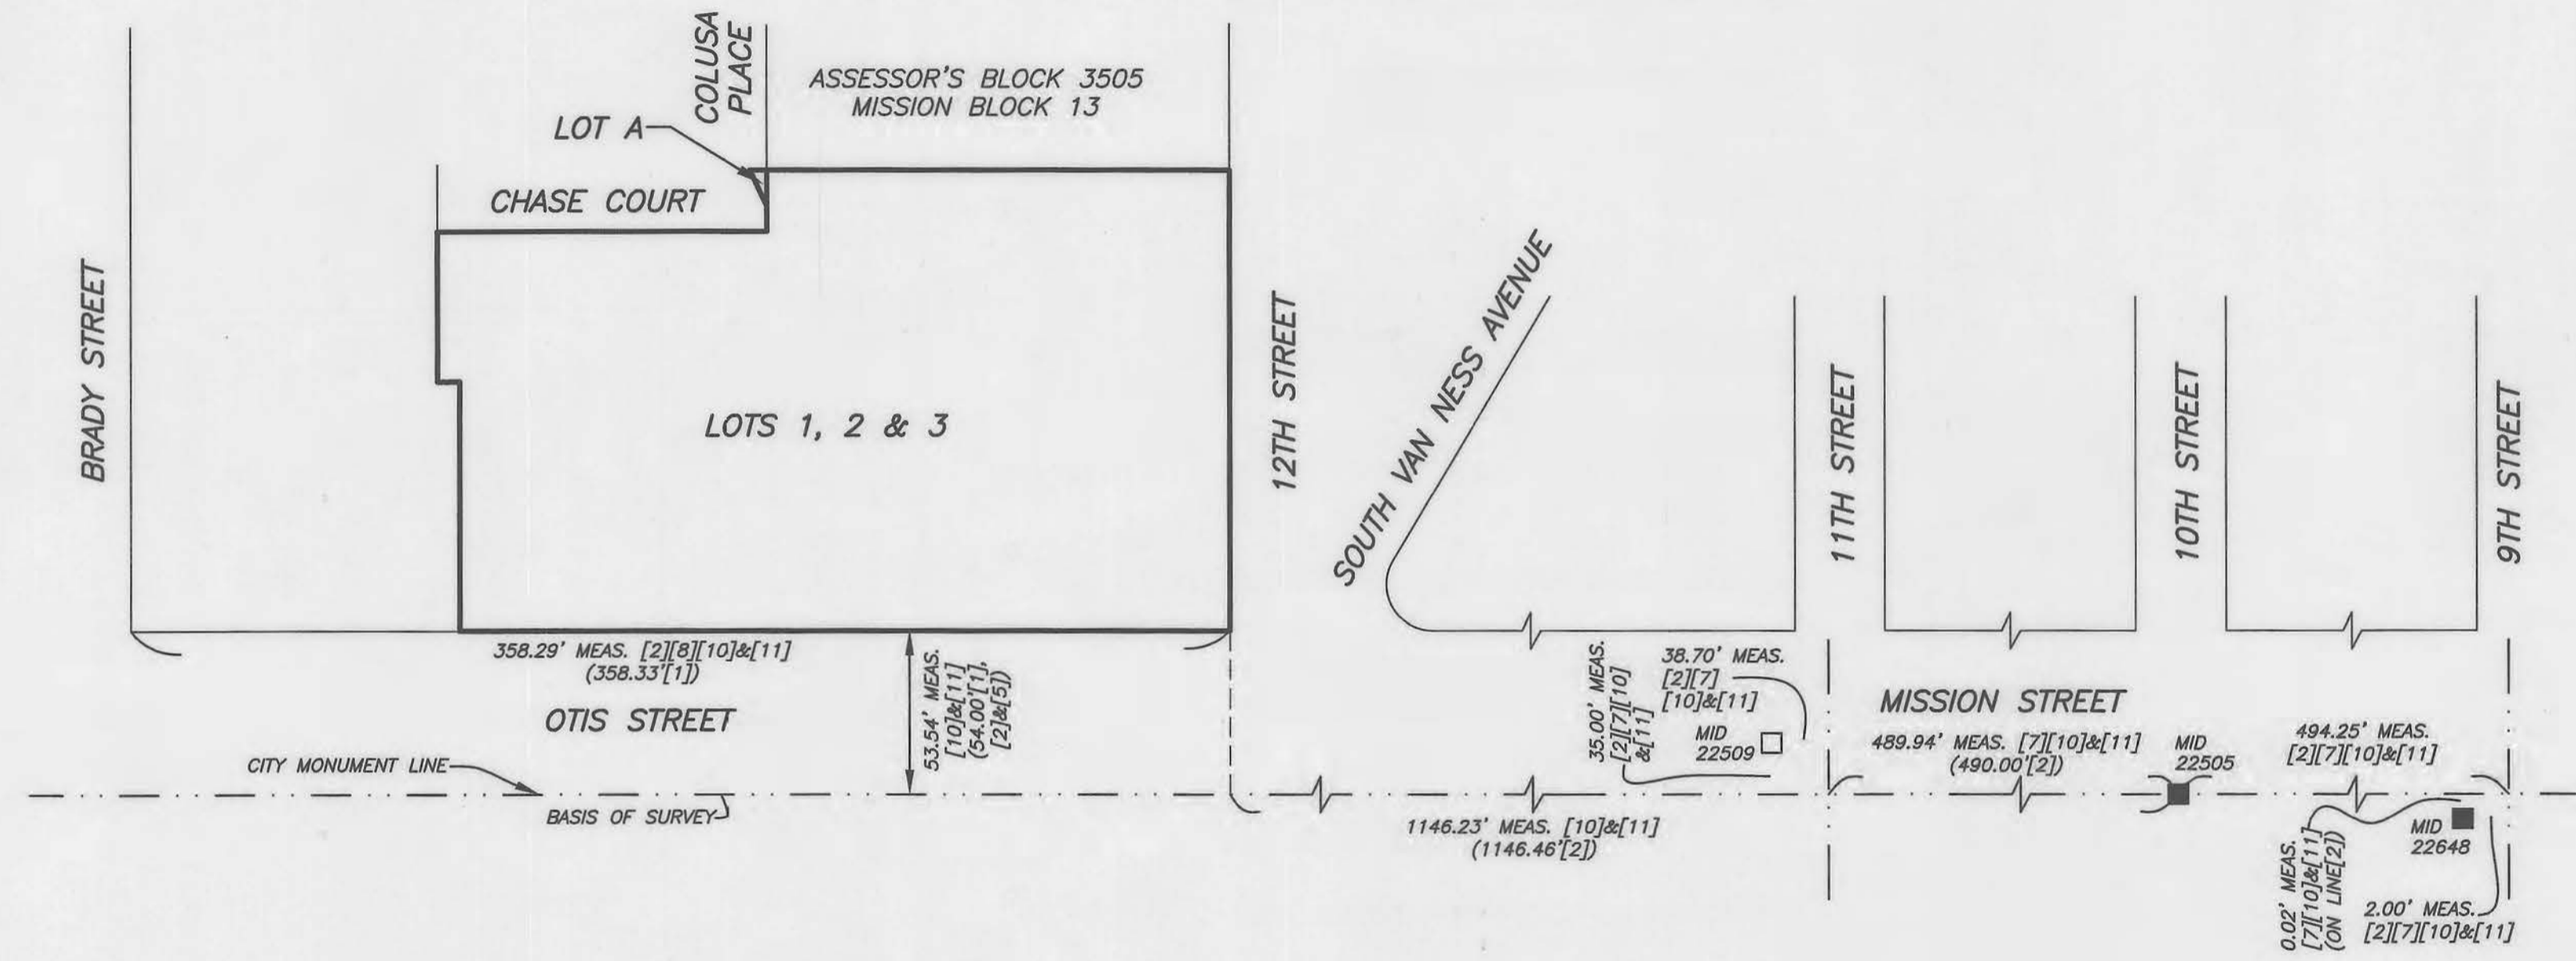 COLUSA
PLACE
ASSESSOR'S BLOCK 3505
MISSION BLOCK 13
LOT A
CHASE COURT
BRADY STREET
LOTS 1, 2 & 3
12TH STREET
SOUTH VAN NESS AVENUE
11TH STREET
10TH STREET
9TH STREET
358.29' MEAS. [2][8][10]&[11]
(358.33'[1])
OTIS STREET
53.54' MEAS.
[10]&[11]
(54.00'[1],
[2]&[5])
CITY MONUMENT LINE
BASIS OF SURVEY
35.00' MEAS.
[2][7][10]
&[11]
38.70' MEAS.
[2][7]
[10]&[11]
MID
22509
MISSION STREET
489.94' MEAS. [7][10]&[11]
(490.00'[2])
MID
22505
494.25' MEAS.
[2][7][10]&[11]
1146.23' MEAS. [10]&[11]
(1146.46'[2])
MID
22648
0.02' MEAS.
[7][10]&[11]
(ON LINE[2])
2.00' MEAS.
[2][7][10]&[11]